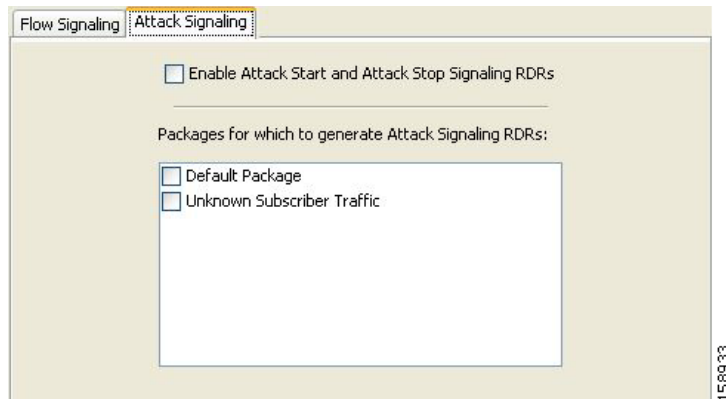 Flow Signaling Attack Signaling
Enable Attack Start and Attack Stop Signaling RDRs
Packages for which to generate Attack Signaling RDRs:
Default Package
Unknown Subscriber Traffic
158933